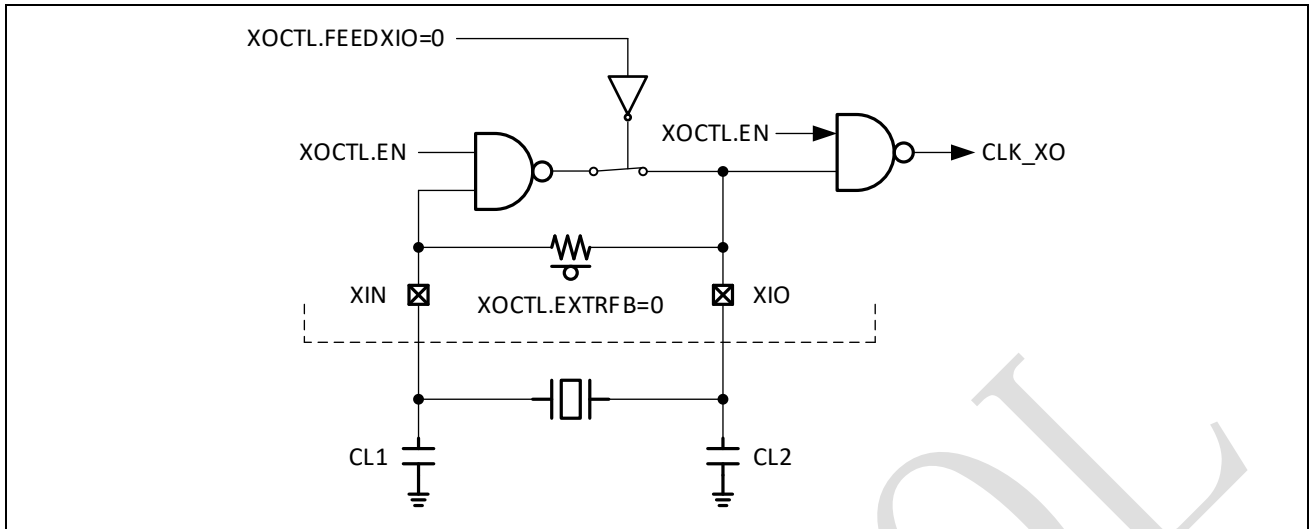 XOCTL.FEEDXIO=0
XOCTL.EN
XOCTL.EN
CLK_XO
XIN
XOCTL.EXTRFB=0
XIO
CL1
CL2